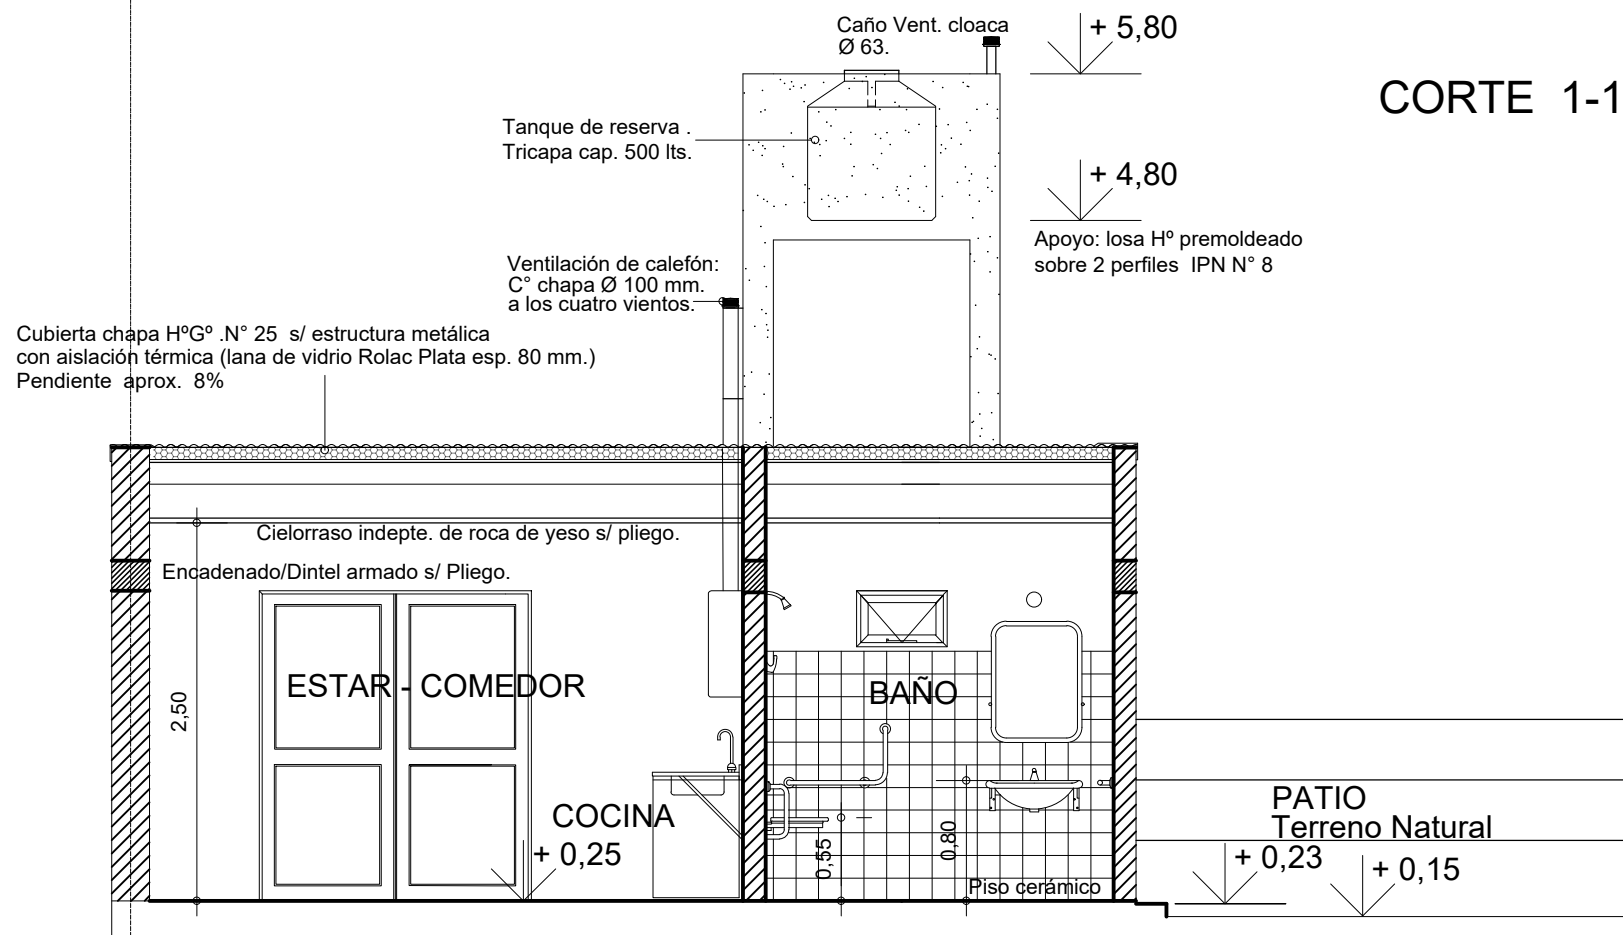 Caño Vent. cloaca
Ø 63.
+ 5,80
CORTE 1-1
Tanque de reserva .
Tricapa cap. 500 lts.
+ 4,80
Apoyo: losa Hº premoldeado
sobre 2 perfiles IPN N° 8
Ventilación de calefón:
C° chapa Ø 100 mm.
a los cuatro vientos.
Cubierta chapa HºGº .N° 25 s/ estructura metálica
con aislación térmica (lana de vidrio Rolac Plata esp. 80 mm.)
Pendiente aprox. 8%
Cielorraso indepte. de roca de yeso s/ pliego.
Encadenado/Dintel armado s/ Pliego.
ESTAR - COMEDOR
BAÑO
2,50
COCINA
+ 0,25
0,55
0,80
Piso cerámico
PATIO
Terreno Natural
+ 0,23
+ 0,15